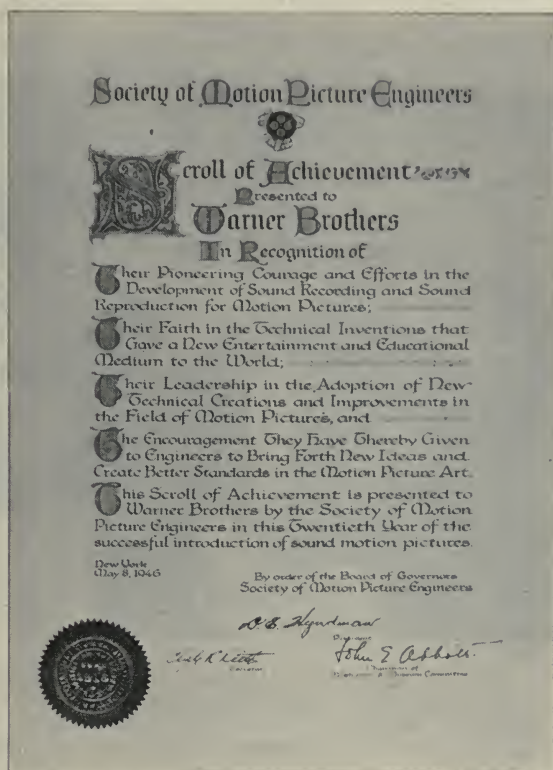 Society of Motion Picture Engineers
Scroll of Achievement
Presented to
Warner Brothers
In Recognition of
Their Pioneering Courage and Efforts in the
Development of Sound Recording and Sound
Reproduction for Motion Pictures;
Their Faith in the Technical Inventions that
Gave a New Entertainment and Educational
Medium to the World;
Their Leadership in the Adoption of New
Technical Creations and Improvements in
the Field of Motion Pictures, and
The Encouragement They Have Thereby Given
to Engineers to Bring Forth New Ideas and
Create Better Standards in the Motion Picture Art.
This Scroll of Achievement is presented to
Warner Brothers by the Society of Motion
Picture Engineers in this Twentieth Year of the
successful introduction of sound motion pictures.
New York
May 8, 1946
By order of the Board of Governors
Society of Motion Picture Engineers
D. E. Hyndman
President
Secretary
John E Abbott
Chairman of
Committee